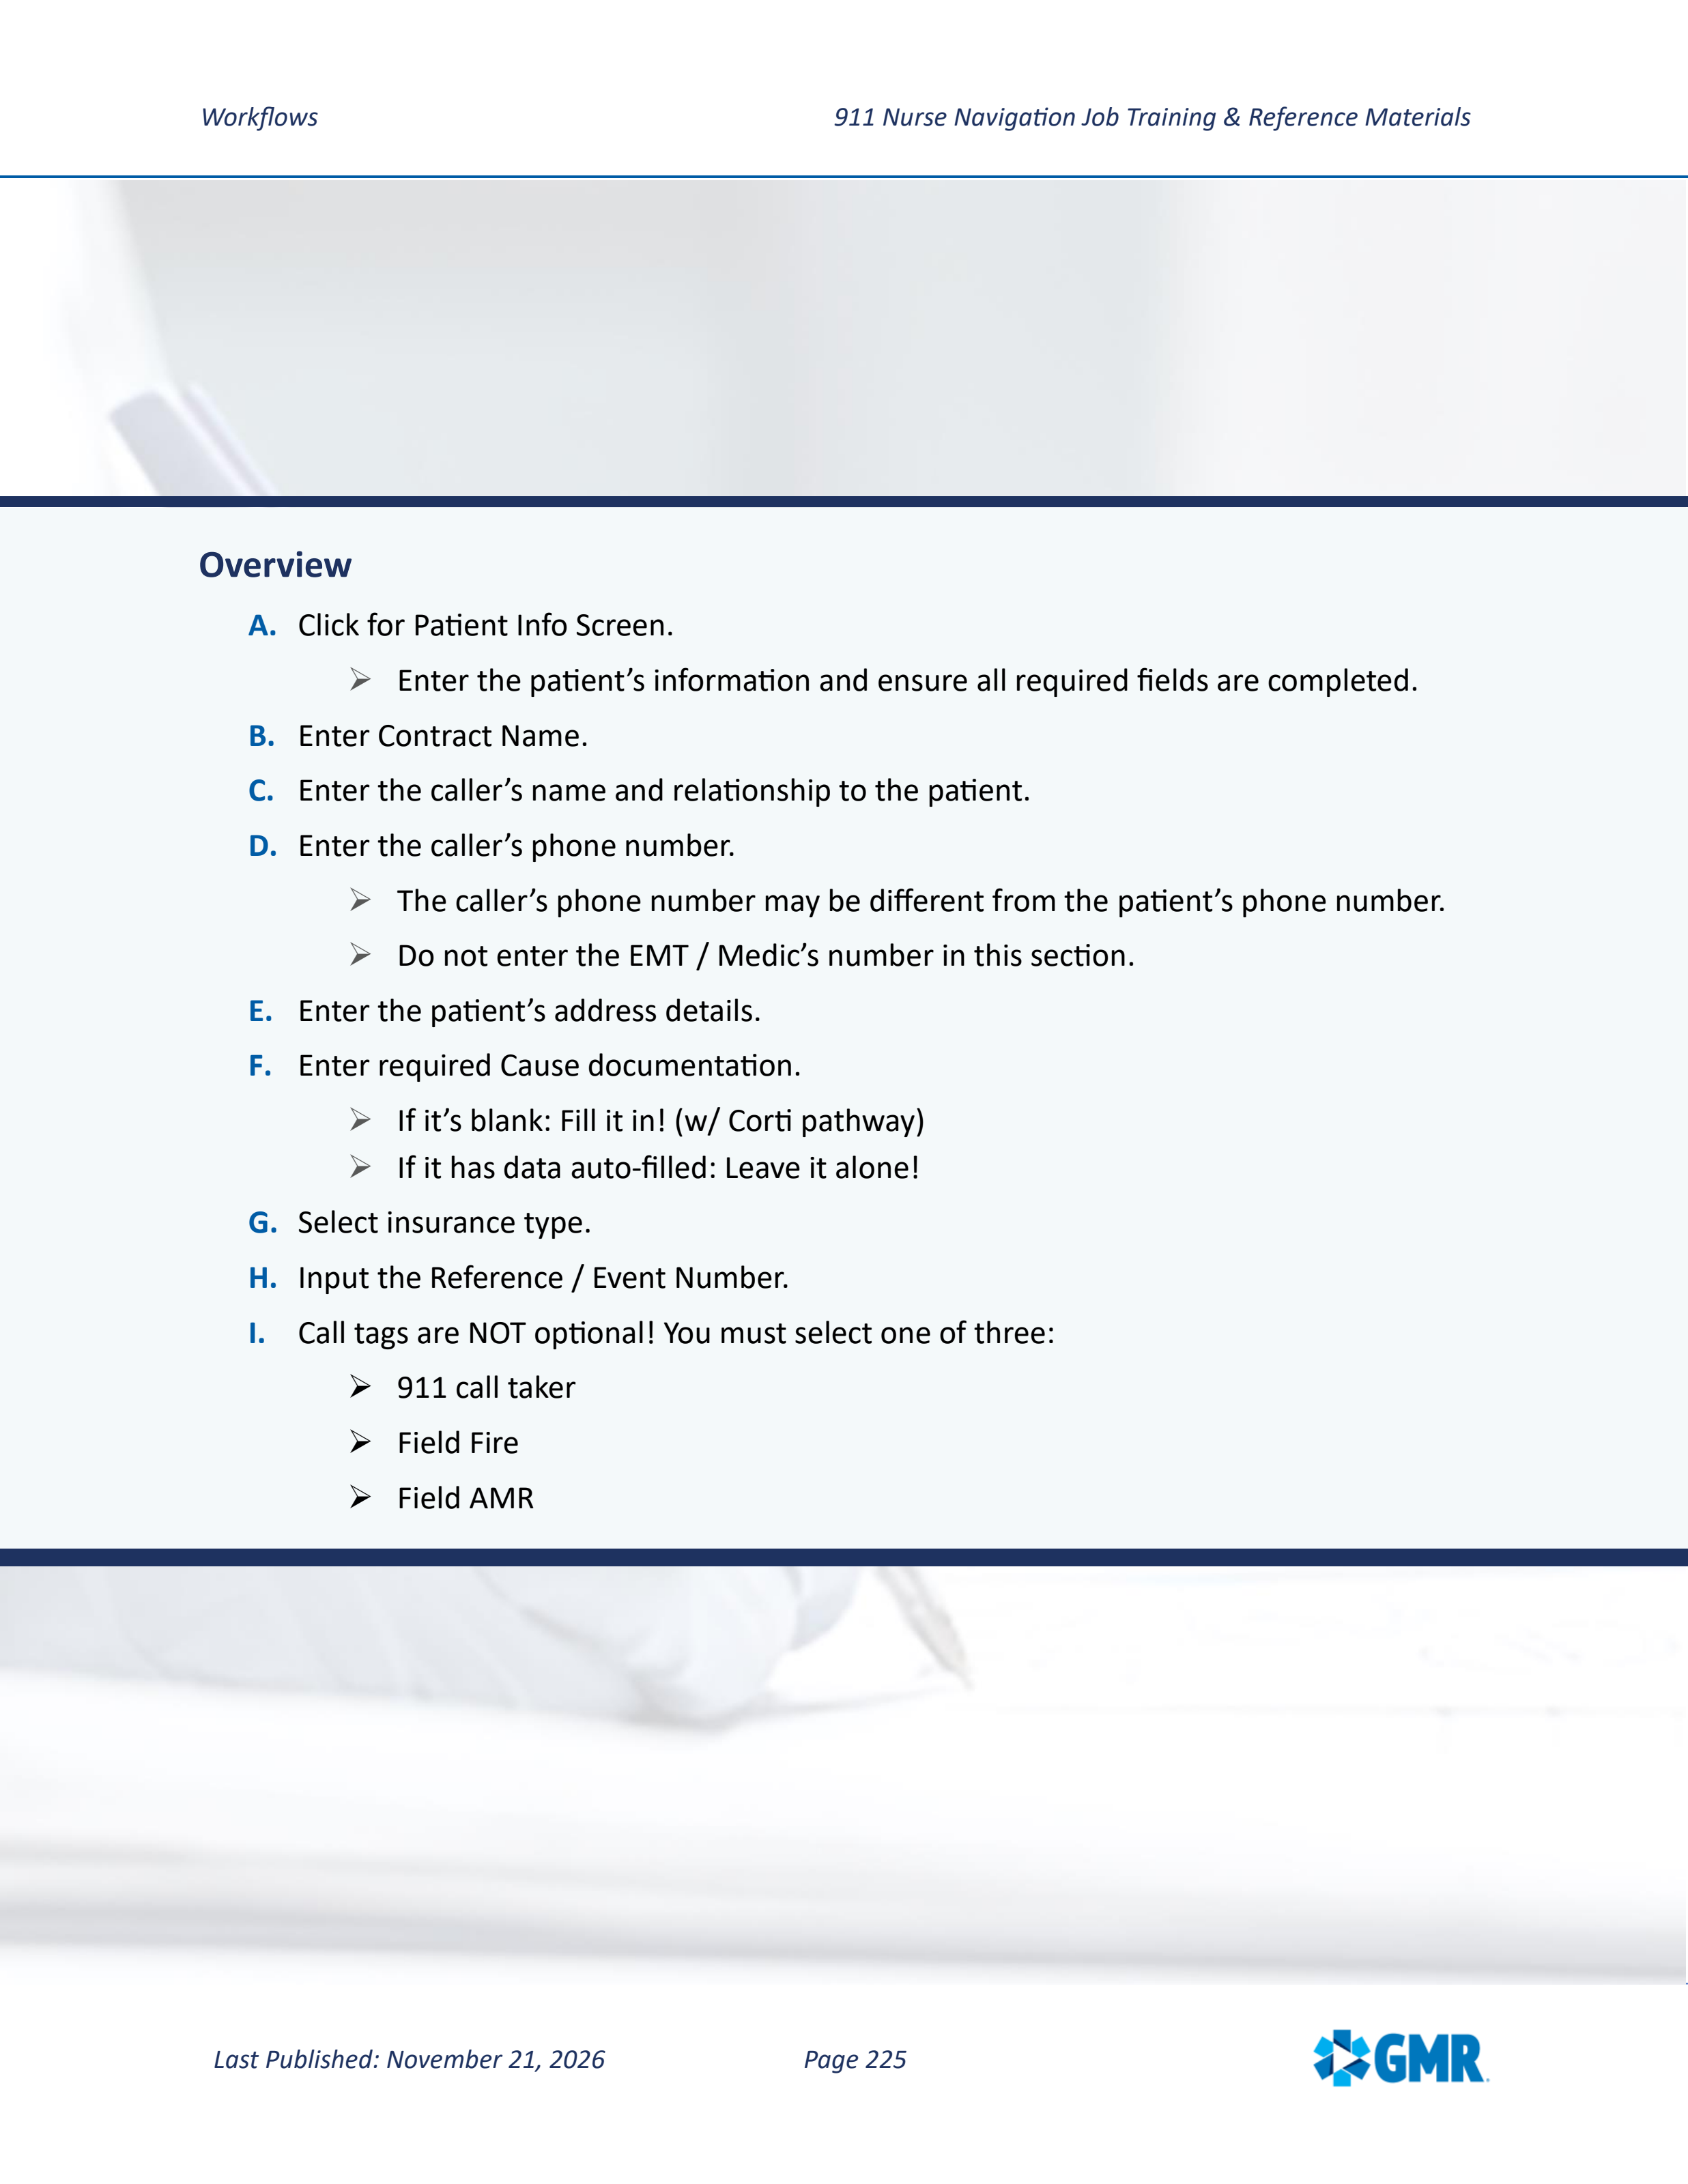 Workflows
911 Nurse Navigation Job Training & Reference Materials
Overview
A. Click for Patient Info Screen.
➢ Enter the patient’s information and ensure all required fields are completed.
B. Enter Contract Name.
C. Enter the caller’s name and relationship to the patient.
D. Enter the caller’s phone number.
➢ The caller’s phone number may be different from the patient’s phone number.
➢ Do not enter the EMT / Medic’s number in this section.
E. Enter the patient’s address details.
F. Enter required Cause documentation.
➢ If it’s blank: Fill it in! (w/ Corti pathway)
➢ If it has data auto-filled: Leave it alone!
G. Select insurance type.
H. Input the Reference / Event Number.
I. Call tags are NOT optional! You must select one of three:
➢ 911 call taker
➢ Field Fire
➢ Field AMR
Last Published: November 21, 2026
Page 225
GMR